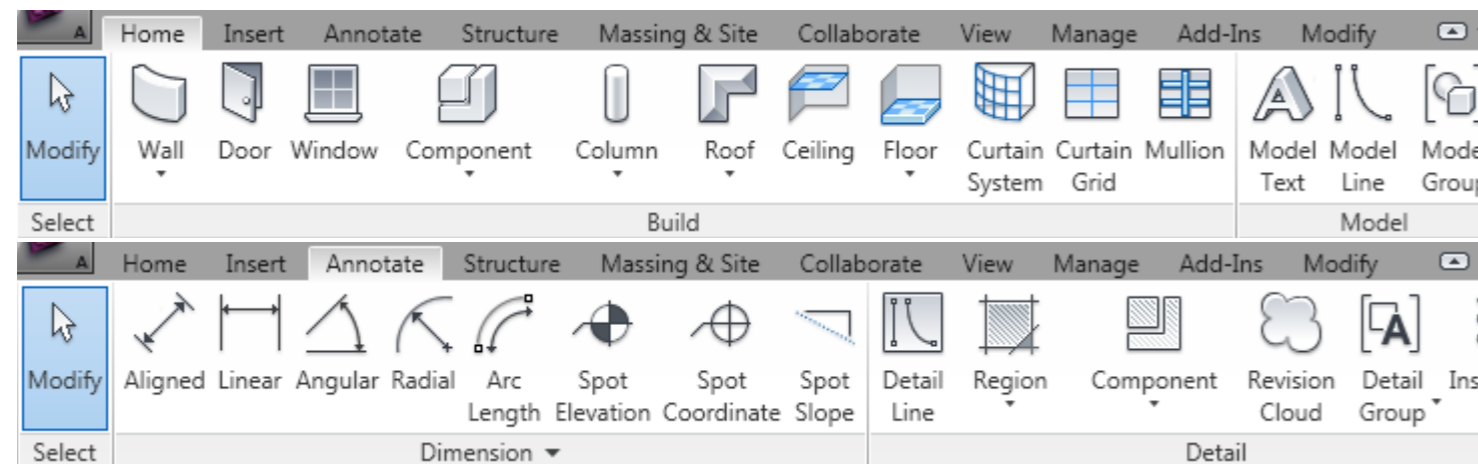 A Home Insert Annotate Structure Massing & Site Collaborate View Manage Add-Ins Modify
A
Modify Wall Door Window Component Column Roof Ceiling Floor Curtain Curtain Mullion Model Model
System Grid Text Line
Select Build Model
A Home Insert Annotate Structure Massing & Site Collaborate View Manage Add-Ins Modify
A
Modify Aligned Linear Angular Radial Arc Spot Spot Spot Detail Region Component Revision Detail
Length Elevation Coordinate Slope Line Cloud Group
Select Dimension Detail